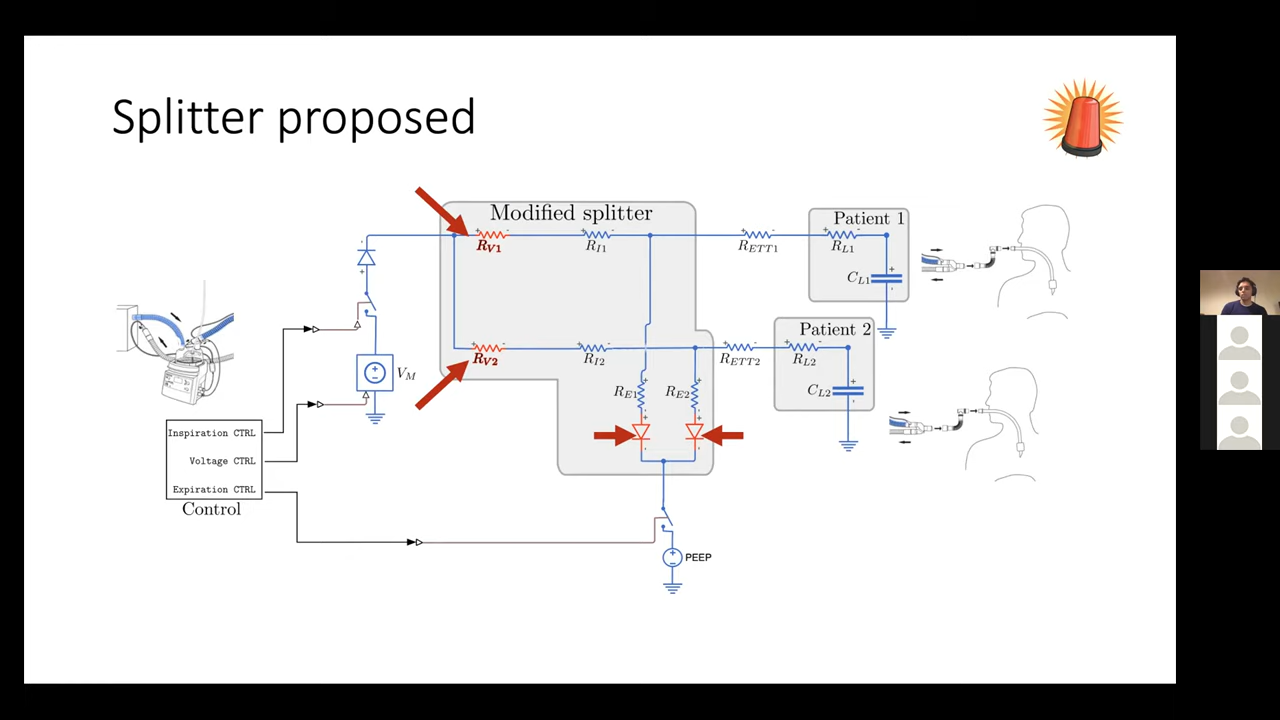 Splitter proposed
Modified splitter
Patient 1
R_V1
R_I1
R_ETT1
R_L1
C_L1
Patient 2
R_V2
R_I2
R_ETT2
R_L2
C_L2
R_E1
R_E2
V_M
Inspiration CTRL
Voltage CTRL
Expiration CTRL
Control
PEEP